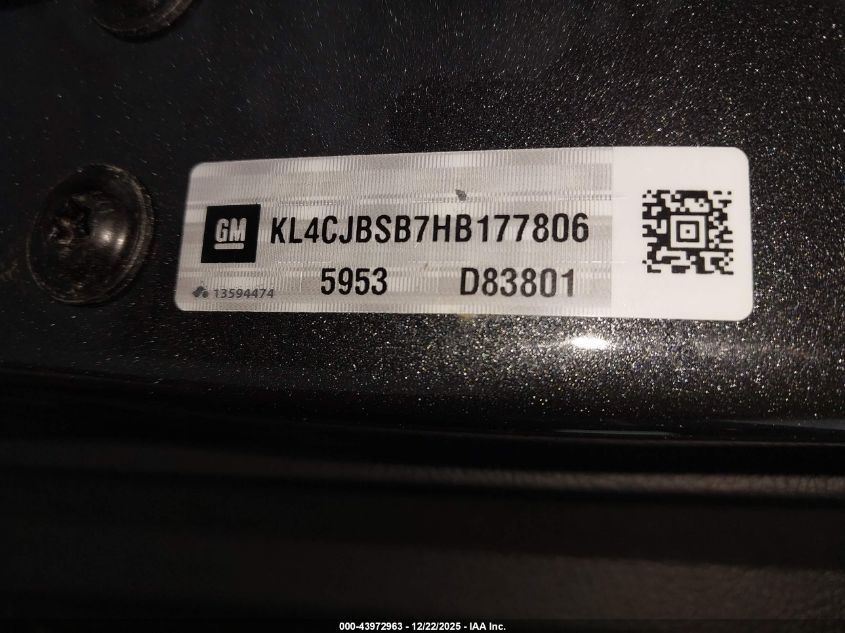 GM KL4CJBSB7HB177806
5953 D83801
13594474
000-43972963 - 12/22/2025 - IAA Inc.